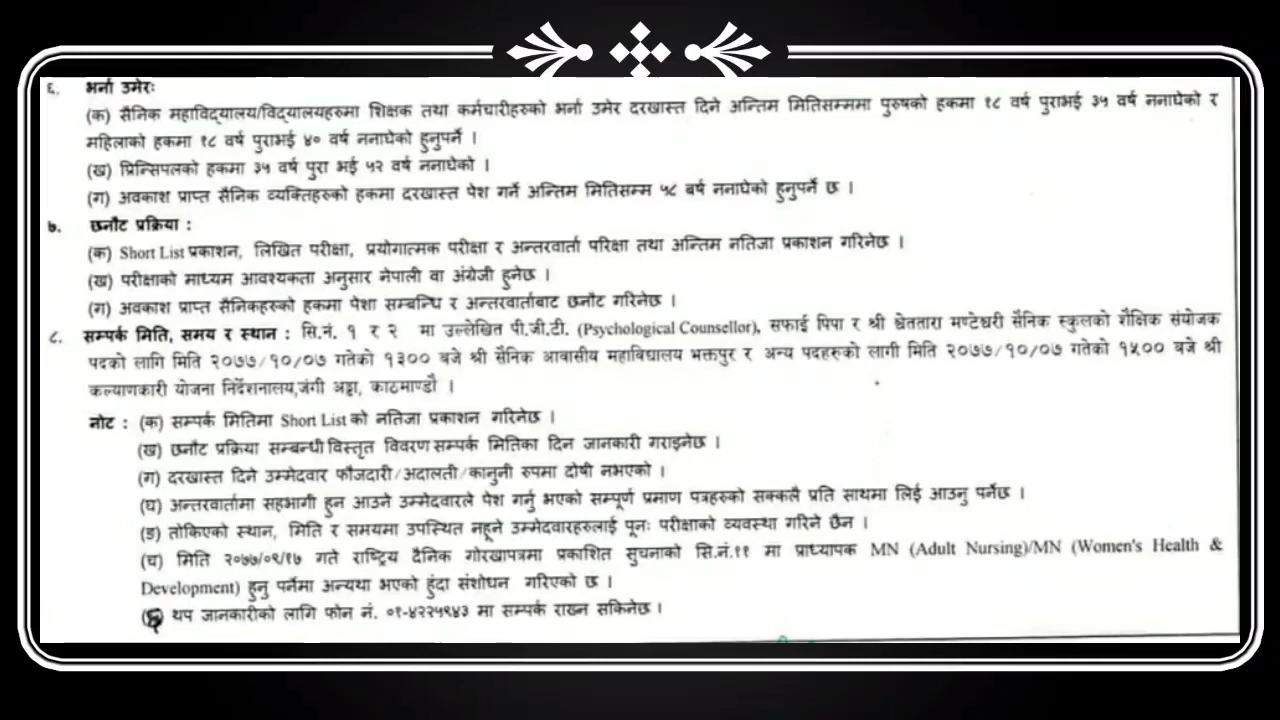 ६. भर्ना उमेरः
(क) सैनिक महाविद्यालय/विद्यालयहरुमा शिक्षक तथा कर्मचारीहरुको भर्ना उमेर दरखास्त दिने अन्तिम मितिसम्ममा पुरुषको हकमा १८ वर्ष पुराभई ३५ वर्ष ननाघेको र
महिलाको हकमा १८ वर्ष पुराभई ४० वर्ष ननाघेको हुनुपर्ने ।
(ख) प्रिन्सिपलको हकमा ३५ वर्ष पुरा भई ५२ वर्ष ननाघेको ।
(ग) अवकाश प्राप्त सैनिक व्यक्तिहरुको हकमा दरखास्त पेश गर्ने अन्तिम मितिसम्म ५८ बर्ष ननाघेको हुनुपर्ने छ ।
७. छनौट प्रक्रिया :
(क) Short List प्रकाशन, लिखित परीक्षा, प्रयोगात्मक परीक्षा र अन्तरवार्ता परिक्षा तथा अन्तिम नतिजा प्रकाशन गरिनेछ ।
(ख) परीक्षाको माध्यम आवश्यकता अनुसार नेपाली वा अंग्रेजी हुनेछ ।
(ग) अवकाश प्राप्त सैनिकहरुको हकमा पेशा सम्बन्धि र अन्तरवार्ताबाट छनौट गरिनेछ ।
८. सम्पर्क मिति, समय र स्थान : सि.नं. १ र २ मा उल्लेखित पी.जी.टी. (Psychological Counsellor), सफाई पिपा र श्री श्वेततारा मण्टेश्वरी सैनिक स्कुलको शैक्षिक संयोजक
पदको लागि मिति २०७७/१०/०७ गतेको १३०० बजे श्री सैनिक आवासीय महाविद्यालय भक्तपुर र अन्य पदहरुको लागी मिति २०७७/१०/०७ गतेको १५०० बजे श्री
कल्याणकारी योजना निर्देशनालय,जंगी अड्डा, काठमाण्डौ ।
नोट : (क) सम्पर्क मितिमा Short List को नतिजा प्रकाशन गरिनेछ ।
(ख) छनौट प्रक्रिया सम्बन्धी विस्तृत विवरण सम्पर्क मितिका दिन जानकारी गराइनेछ ।
(ग) दरखास्त दिने उम्मेदवार फौजदारी/अदालती/कानुनी रुपमा दोषी नभएको ।
(घ) अन्तरवार्तामा सहभागी हुन आउने उम्मेदवारले पेश गर्नु भएको सम्पूर्ण प्रमाण पत्रहरुको सक्कलै प्रति साथमा लिई आउनु पर्नेछ ।
(ङ) तोकिएको स्थान, मिति र समयमा उपस्थित नहूने उम्मेदवारहरुलाई पूनः परीक्षाको व्यवस्था गरिने छैन ।
(च) मिति २०७७/०९/१७ गते राष्ट्रिय दैनिक गोरखापत्रमा प्रकाशित सुचनाको सि.नं.११ मा प्राध्यापक MN (Adult Nursing)/MN (Women's Health &
Development) हुनु पर्नेमा अन्यथा भएको हुंदा संशोधन गरिएको छ ।
थप जानकारीको लागि फोन नं. ०१-४२२५९४३ मा सम्पर्क राख्न सकिनेछ ।